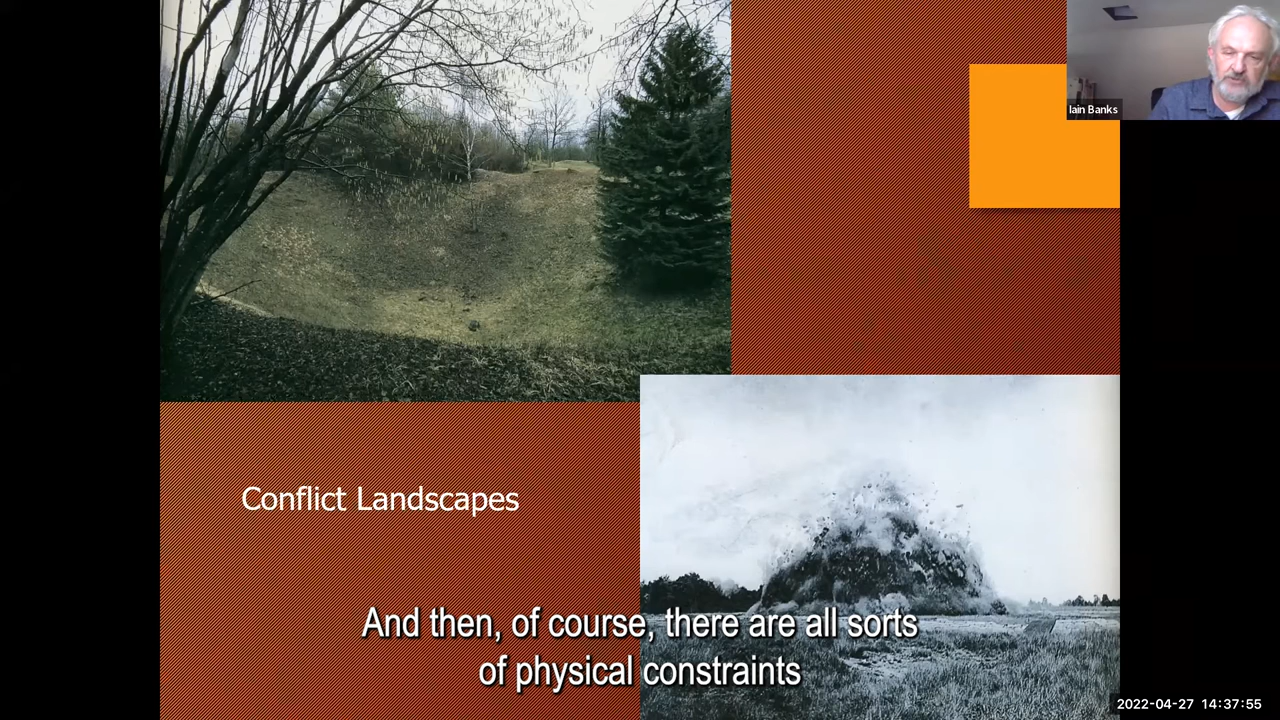 Iain Banks
Conflict Landscapes
And then, of course, there are all sorts
of physical constraints
2022-04-27 14:37:55